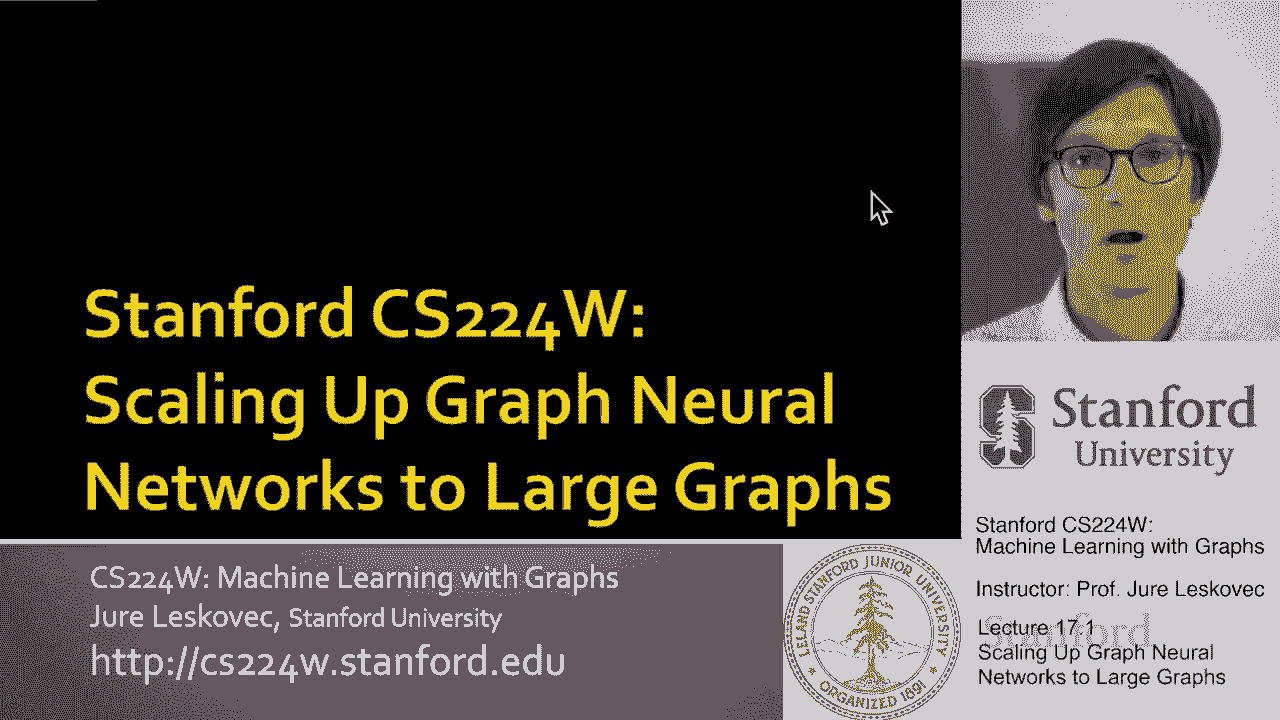 Stanford CS224W:
Scaling Up Graph Neural
Networks to Large Graphs
CS224W: Machine Learning with Graphs
Jure Leskovec, Stanford University
http://cs224w.stanford.edu
LELAND STANFORD JUNIOR UNIVERSITY
ORGANIZED 1891
Stanford
University
Stanford CS224W:
Machine Learning with Graphs
Instructor: Prof. Jure Leskovec
Stanford
Lecture 17.1
Scaling Up Graph Neural
Networks to Large Graphs